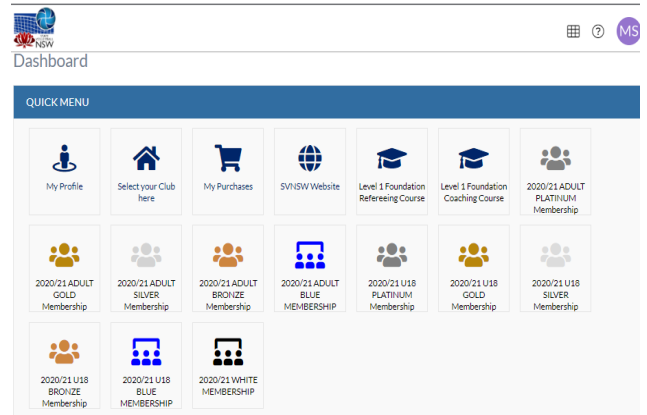 NSW
MS
Dashboard
QUICK MENU
My Profile
Select your Club
here
My Purchases
SVNSW Website
Level 1 Foundation
Refereeing Course
Level 1 Foundation
Coaching Course
2020/21 ADULT
PLATINUM
Membership
2020/21 ADULT
GOLD
Membership
2020/21 ADULT
SILVER
Membership
2020/21 ADULT
BRONZE
Membership
2020/21 ADULT
BLUE
MEMBERSHIP
2020/21 U18
PLATINUM
Membership
2020/21 U18
GOLD
Membership
2020/21 U18
SILVER
Membership
2020/21 U18
BRONZE
Membership
2020/21 U18
BLUE
MEMBERSHIP
2020/21 WHITE
MEMBERSHIP